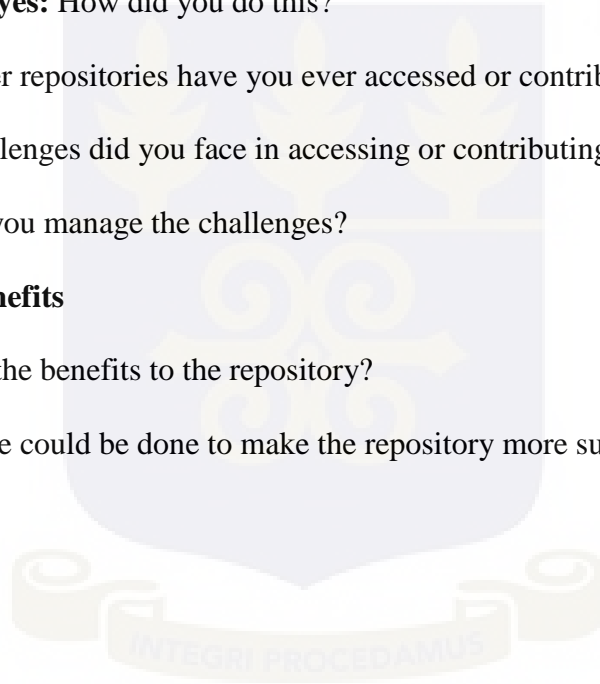 yes: How did you do this?
er repositories have you ever accessed or contrib
lenges did you face in accessing or contributing
you manage the challenges?
nefits
the benefits to the repository?
e could be done to make the repository more su
INTEGRI PROCEDAMUS